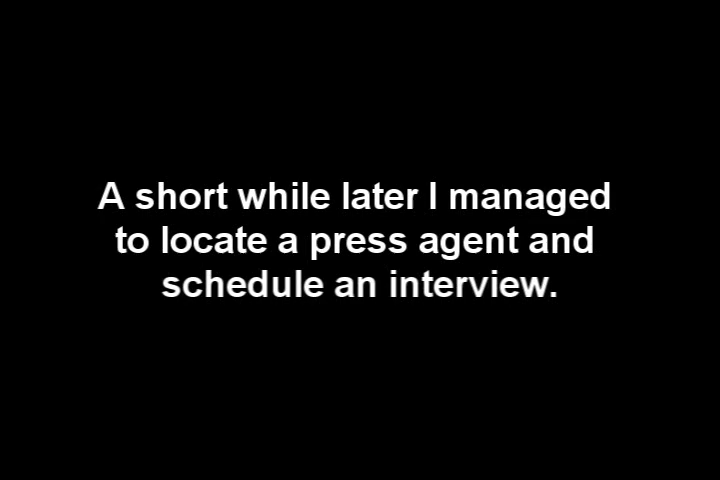 A short while later I managed
to locate a press agent and
schedule an interview.